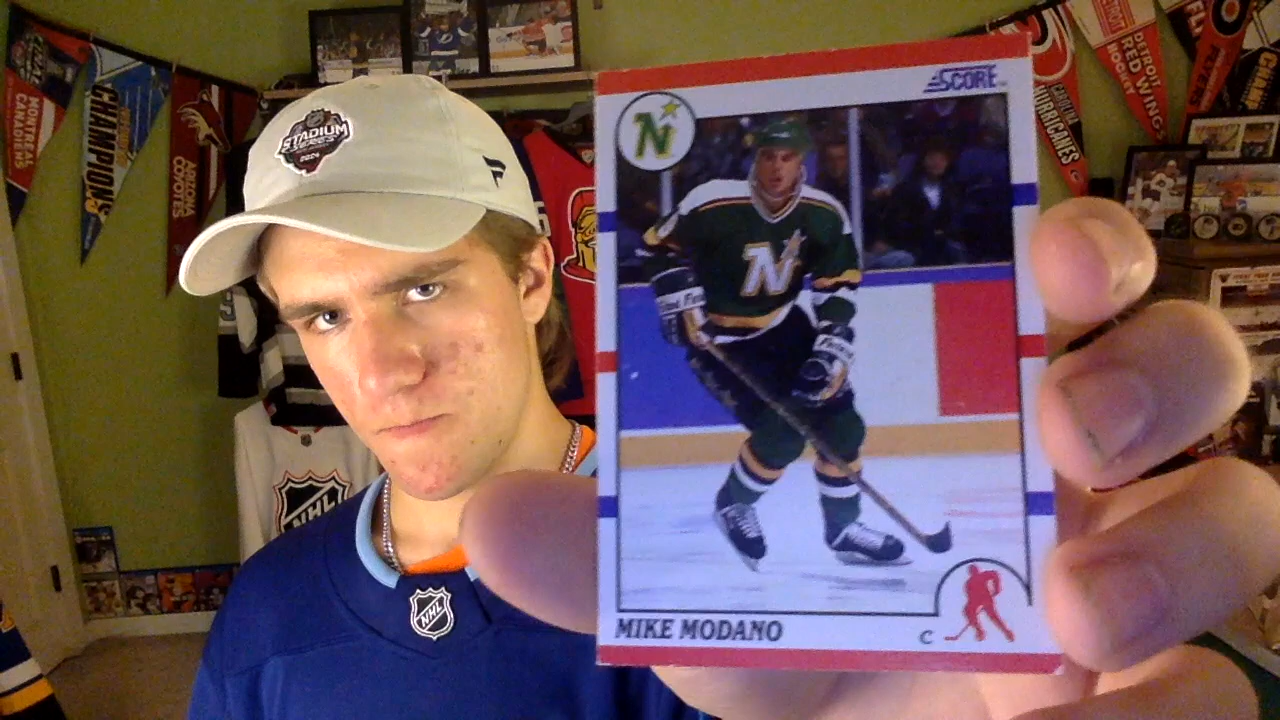 MONTREAL
CANADIENS
CHAMPIONS
ARIZONA
COYOTES
STADIUM
SERIES
2024
NHL
NHL
SCORE
N
N
MIKE MODANO
C
CAROLINA
HURRICANES
DETROIT
RED WINGS
HOCKEY